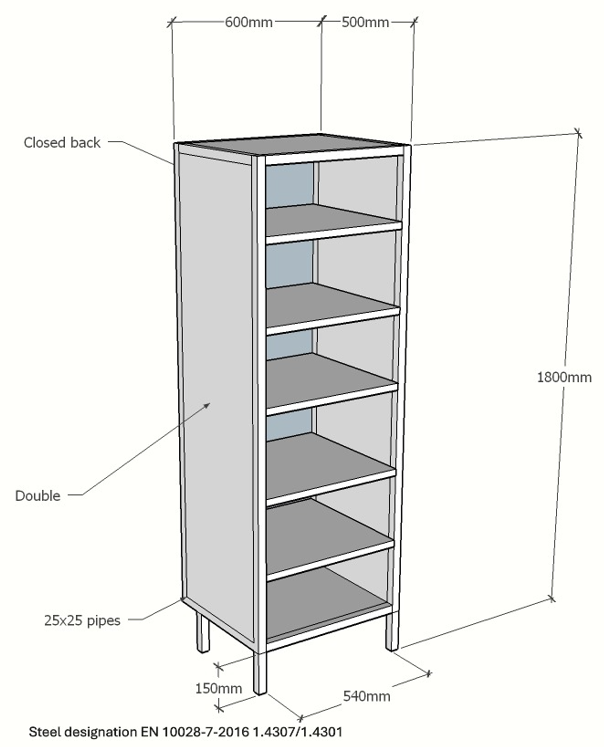 600mm
500mm
Closed back
1800mm
Double
25x25 pipes
150mm
540mm
Steel designation EN 10028-7-2016 1.4307/1.4301